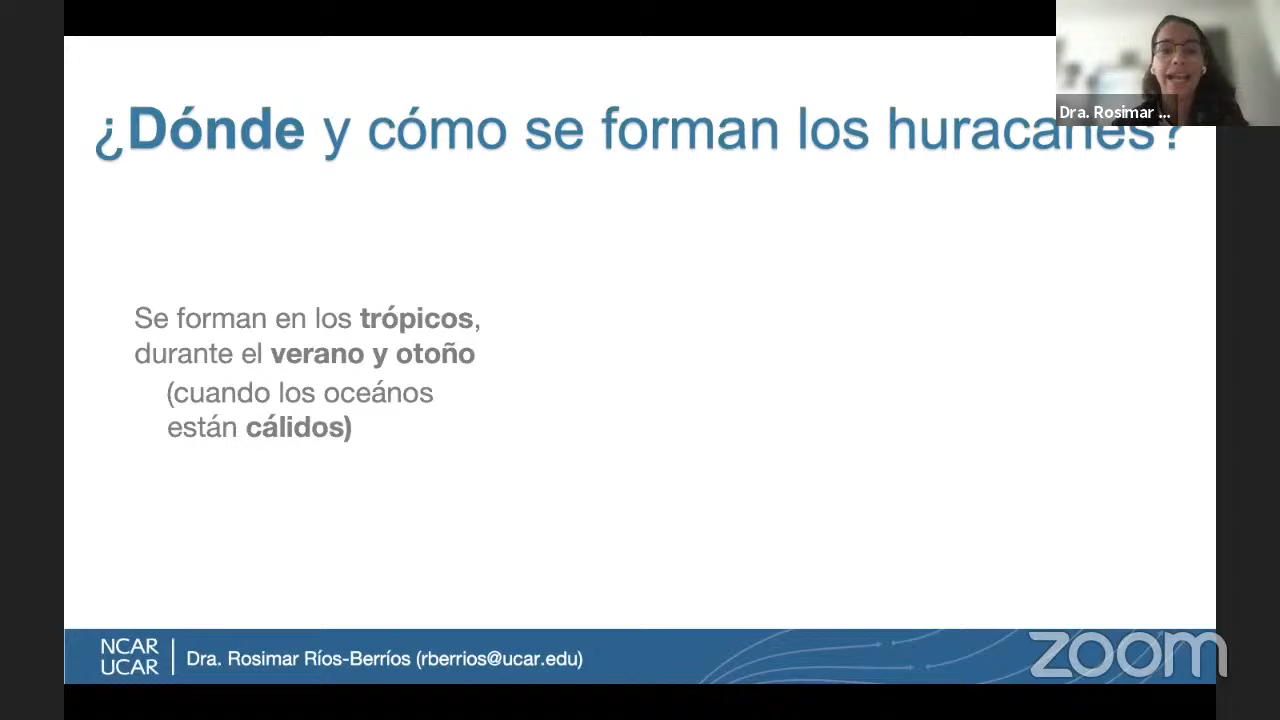 ¿Dónde y cómo se forman los huracanes?
Dra. Rosimar ...
Se forman en los trópicos,
durante el verano y otoño
(cuando los oceános
están cálidos)
NCAR
UCAR
Dra. Rosimar Ríos-Berríos (rberrios@ucar.edu)
zoom